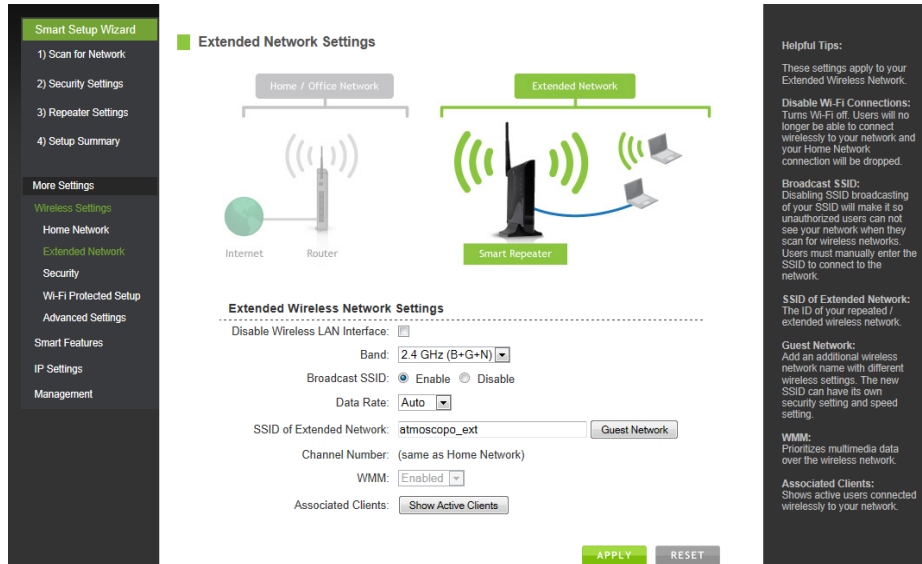 Smart Setup Wizard
1) Scan for Network
2) Security Settings
3) Repeater Settings
4) Setup Summary
More Settings
Wireless Settings
Home Network
Extended Network
Security
Wi-Fi Protected Setup
Advanced Settings
Smart Features
IP Settings
Management
Extended Network Settings
Home / Office Network
Extended Network
Internet
Router
Smart Repeater
Extended Wireless Network Settings
Disable Wireless LAN Interface:
Band: 2.4 GHz (B+G+N)
Broadcast SSID: Enable Disable
Data Rate: Auto
SSID of Extended Network: atmoscopo_ext Guest Network
Channel Number: (same as Home Network)
WMM: Enabled
Associated Clients: Show Active Clients
APPLY RESET
Helpful Tips:
These settings apply to your
Extended Wireless Network.
Disable Wi-Fi Connections:
Turns Wi-Fi off. Users will no
longer be able to connect
wirelessly to your network and
your Home Network
connection will be dropped.
Broadcast SSID:
Disabling SSID broadcasting
of your SSID will make it so
unauthorized users can not
see your network when they
scan for wireless networks.
Users must manually enter the
SSID to connect to the
network.
SSID of Extended Network:
The ID of your repeated /
extended wireless network.
Guest Network:
Add an additional wireless
network name with different
wireless settings. The new
SSID can have its own
security setting and speed
setting.
WMM:
Prioritizes multimedia data
over the wireless network.
Associated Clients:
Shows active users connected
wirelessly to your network.